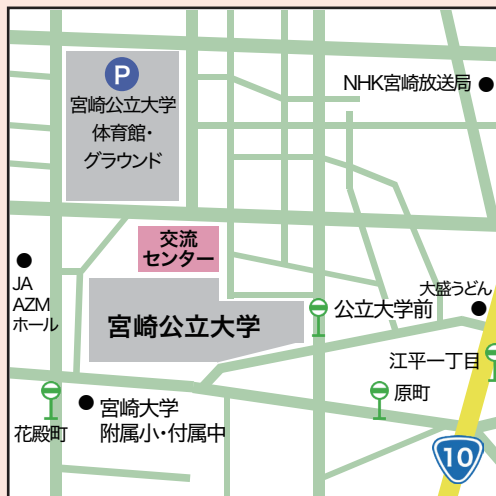 P
宮崎公立大学
体育館・
グラウンド
NHK宮崎放送局
交流
センター
JA
AZM
ホール
宮崎公立大学
公立大学前
大盛うどん
江平一丁目
原町
花殿町
宮崎大学
附属小・付属中
10